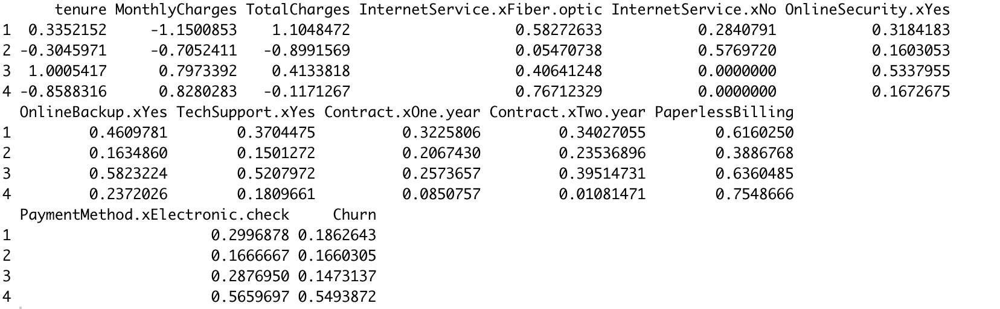 tenure MonthlyCharges TotalCharges InternetService.xFiber.optic InternetService.xNo OnlineSecurity.xYes
1 0.3352152 -1.1500853 1.1048472 0.58272633 0.2840791 0.3184183
2 -0.3045971 -0.7052411 -0.8991569 0.05470738 0.5769720 0.1603053
3 1.0005417 0.7973392 0.4133818 0.40641248 0.0000000 0.5337955
4 -0.8588316 0.8280283 -0.1171267 0.76712329 0.0000000 0.1672675
OnlineBackup.xYes TechSupport.xYes Contract.xOne.year Contract.xTwo.year PaperlessBilling
1 0.4609781 0.3704475 0.3225806 0.34027055 0.6160250
2 0.1634860 0.1501272 0.2067430 0.23536896 0.3886768
3 0.5823224 0.5207972 0.2573657 0.39514731 0.6360485
4 0.2372026 0.1809661 0.0850757 0.01081471 0.7548666
PaymentMethod.xElectronic.check Churn
1 0.2996878 0.1862643
2 0.1666667 0.1660305
3 0.2876950 0.1473137
4 0.5659697 0.5493872